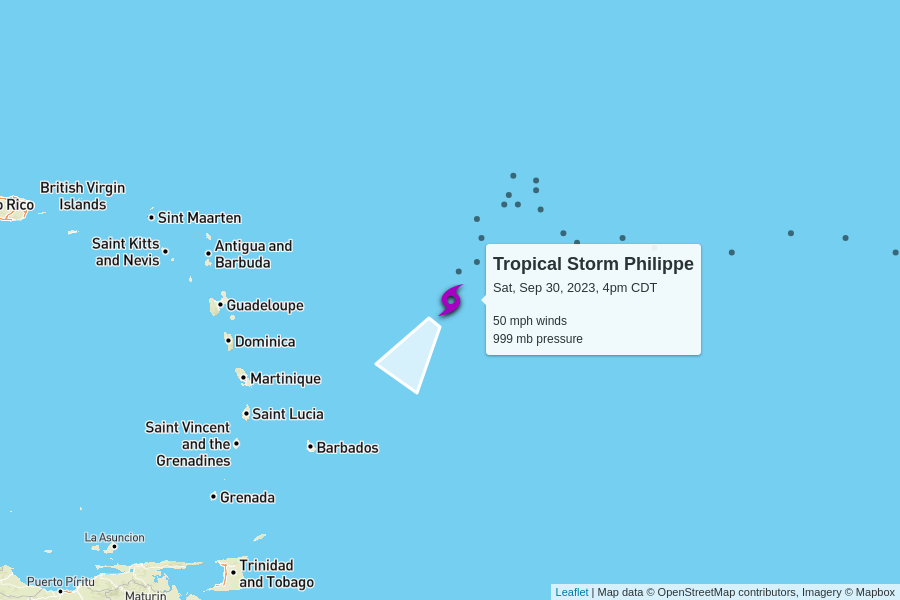 British Virgin
Islands
o Rico
Sint Maarten
Saint Kitts
and Nevis
Antigua and
Barbuda
Tropical Storm Philippe
Sat, Sep 30, 2023, 4pm CDT
50 mph winds
999 mb pressure
Guadeloupe
Dominica
Martinique
Saint Lucia
Saint Vincent
and the
Grenadines
Barbados
Grenada
La Asuncion
Trinidad
and Tobago
Puerto Píritu
Maturin
Leaflet | Map data © OpenStreetMap contributors, Imagery © Mapbox